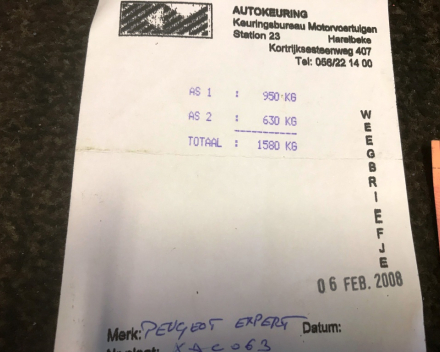 AUTOKEURING
Keuringsbureau Motorvoertuigen
Station 23 Harelbeke
Kortrijksesteenweg 407
Tel: 056/22 14 00
AS 1 : 950 KG
AS 2 : 630 KG
TOTAAL : 1580 KG
WEEGBRIEFJE
06 FEB. 2008
Merk: PEUGEOT EXPERT Datum: